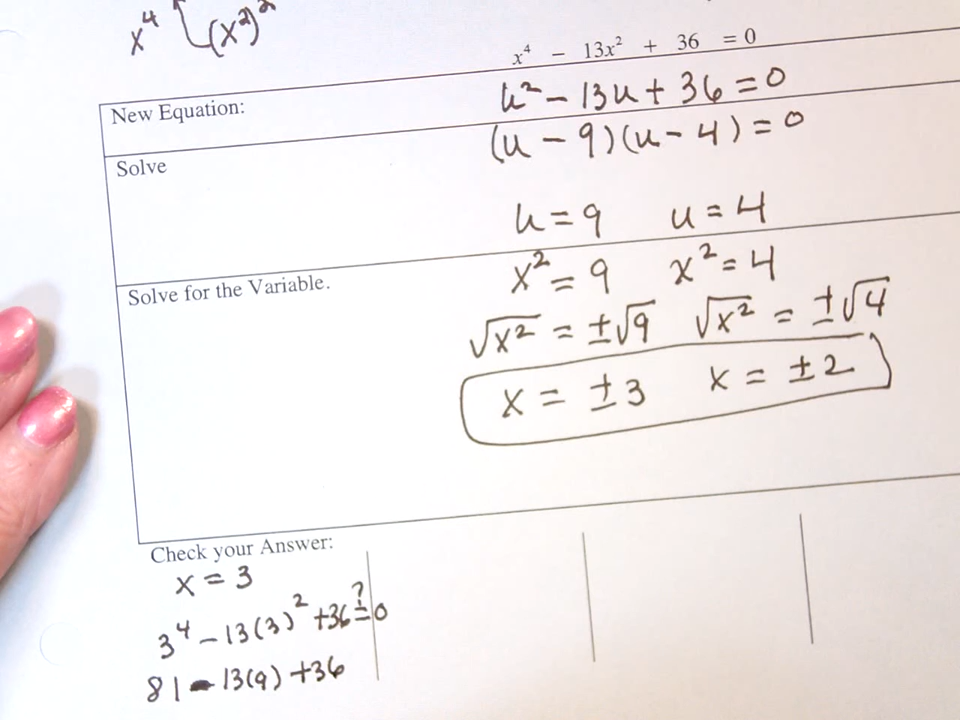 x⁴ (x²)²
x⁴ − 13x² + 36 = 0
New Equation: u² − 13u + 36 = 0
Solve (u − 9)(u − 4) = 0
u = 9 u = 4
x² = 9 x² = 4
Solve for the Variable.
√x² = ±√9 √x² = ±√4
x = ±3 x = ±2
Check your Answer:
x = 3
3⁴ − 13(3)² + 36 ≟ 0
81 − 13(9) + 36